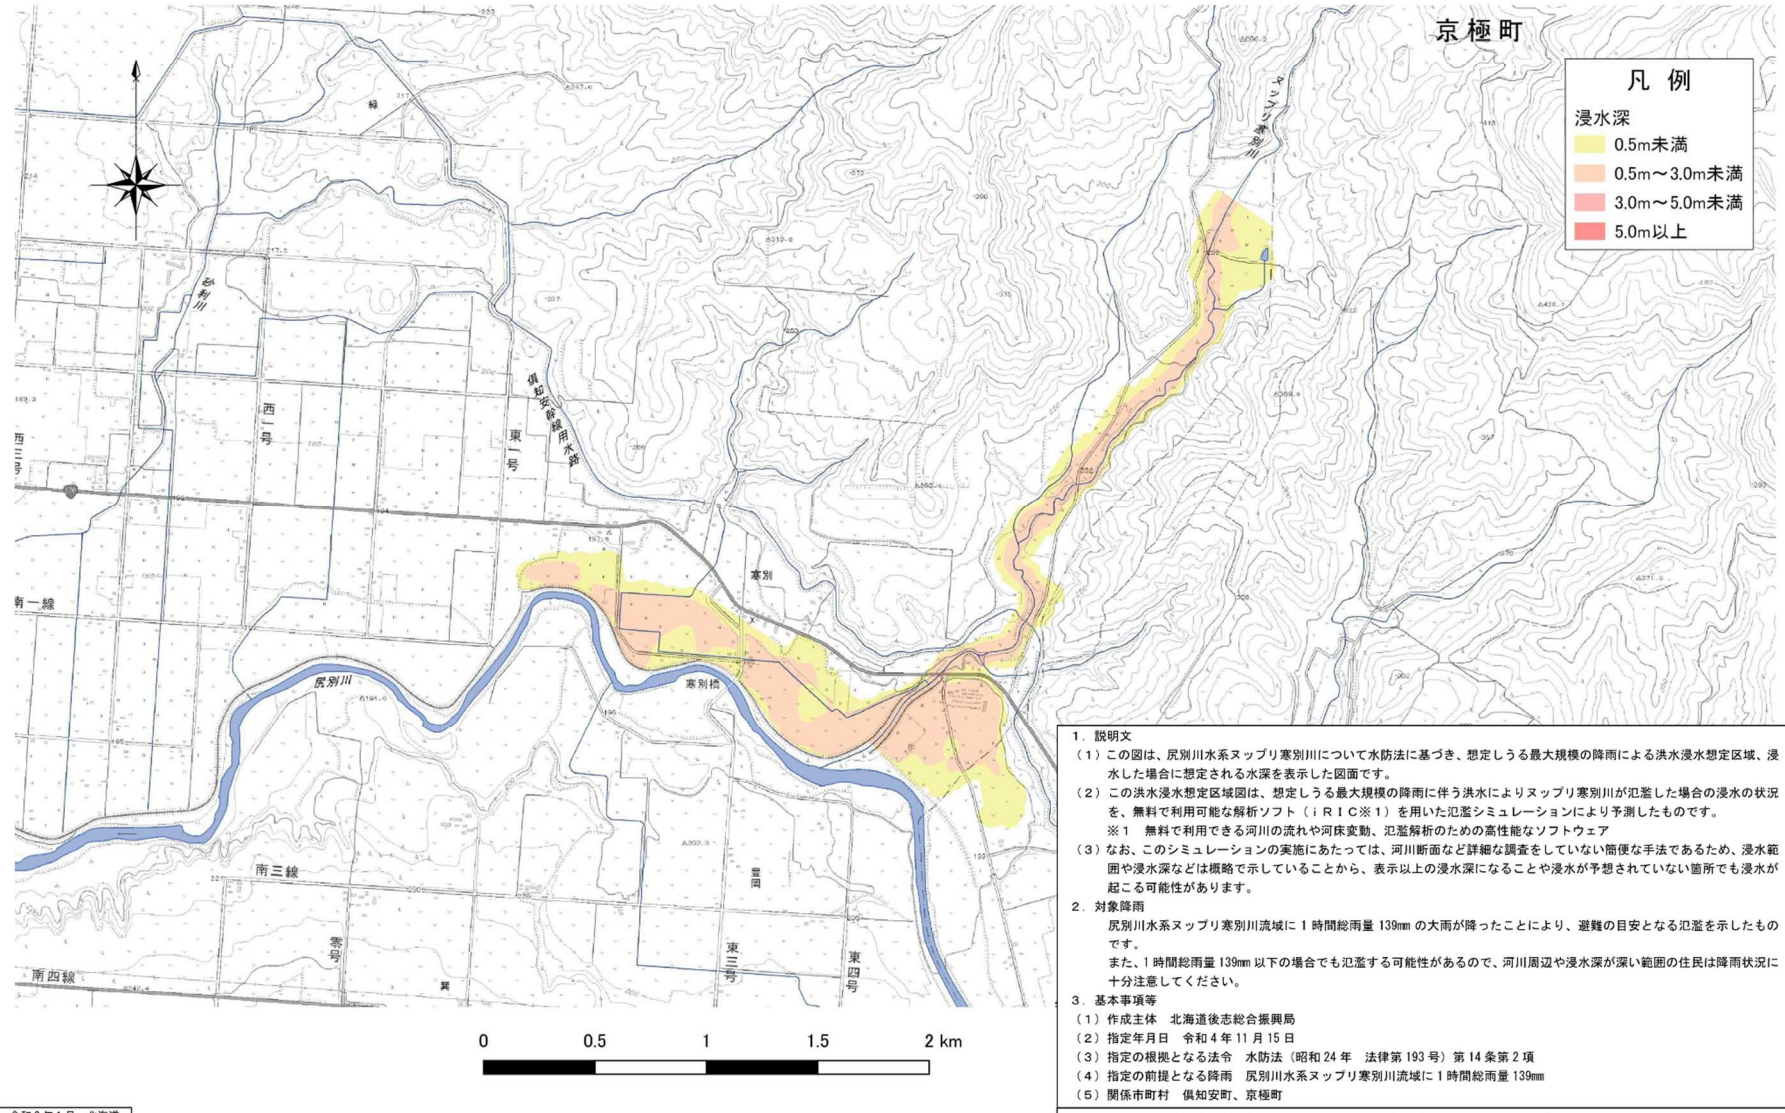 京極町
凡 例
浸水深
0.5m未満
0.5m～3.0m未満
3.0m～5.0m未満
5.0m以上
ヌップリ寒別川
緑
砂利川
倶知安幹線用水路
西一号
東一号
西三号
寒別
南一線
尻別川
寒別橋
南三線
豊岡
零号
東三号
東四号
南四線
巽
0 0.5 1 1.5 2 km
1．説明文
（1）この図は、尻別川水系ヌップリ寒別川について水防法に基づき、想定しうる最大規模の降雨による洪水浸水想定区域、浸
水した場合に想定される水深を表示した図面です。
（2）この洪水浸水想定区域図は、想定しうる最大規模の降雨に伴う洪水によりヌップリ寒別川が氾濫した場合の浸水の状況
を、無料で利用可能な解析ソフト（ｉＲＩＣ※１）を用いた氾濫シミュレーションにより予測したものです。
※１　無料で利用できる河川の流れや河床変動、氾濫解析のための高性能なソフトウェア
（3）なお、このシミュレーションの実施にあたっては、河川断面など詳細な調査をしていない簡便な手法であるため、浸水範
囲や浸水深などは概略で示していることから、表示以上の浸水深になることや浸水が予想されていない箇所でも浸水が
起こる可能性があります。
2．対象降雨
尻別川水系ヌップリ寒別川流域に 1 時間総雨量 139mm の大雨が降ったことにより、避難の目安となる氾濫を示したもの
です。
また、1 時間総雨量 139mm 以下の場合でも氾濫する可能性があるので、河川周辺や浸水深が深い範囲の住民は降雨状況に
十分注意してください。
3．基本事項等
（1）作成主体　北海道後志総合振興局
（2）指定年月日　令和 4 年 11 月 15 日
（3）指定の根拠となる法令　水防法（昭和 24 年　法律第 193 号）第 14 条第 2 項
（4）指定の前提となる降雨　尻別川水系ヌップリ寒別川流域に 1 時間総雨量 139mm
（5）関係市町村　倶知安町、京極町